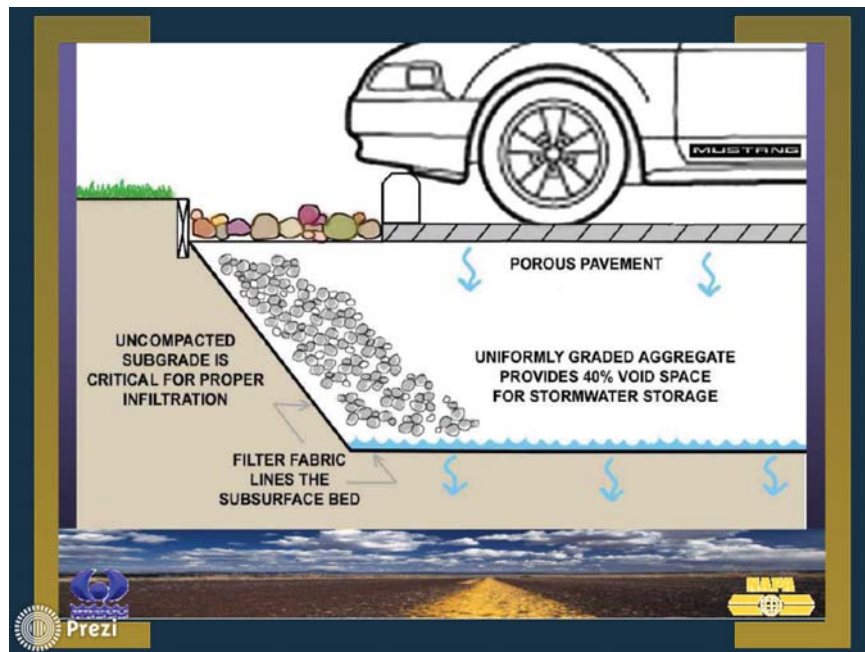 MUSTANG
POROUS PAVEMENT
UNCOMPACTED
SUBGRADE IS
CRITICAL FOR PROPER
INFILTRATION
UNIFORMLY GRADED AGGREGATE
PROVIDES 40% VOID SPACE
FOR STORMWATER STORAGE
FILTER FABRIC
LINES THE
SUBSURFACE BED
NAPA
Prezi